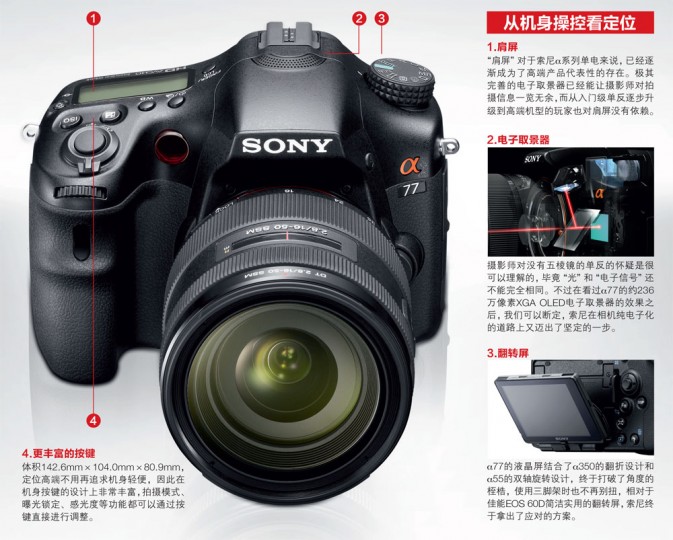 从机身操控看定位
1
2
3
1.肩屏
“肩屏”对于索尼α系列单电来说，已经逐
渐成为了高端产品代表性的存在。极其
完善的电子取景器已经能让摄影师对拍
摄信息一览无余，而从入门级单反逐步升
级到高端机型的玩家也对肩屏没有依赖。
2.电子取景器
SONY
α
摄影师对没有五棱镜的单反的怀疑是很
可以理解的，毕竟“光”和“电子信号”还
不能完全相同。不过在看过α77的约236
万像素XGA OLED电子取景器的效果之
后，我们可以断定，索尼在相机纯电子化
的道路上又迈出了坚定的一步。
3.翻转屏
SONY
α77的液晶屏结合了α350的翻折设计和
α55的双轴旋转设计，终于打破了角度的
桎梏，使用三脚架时也不再别扭，相对于
佳能EOS 60D简洁实用的翻转屏，索尼终
于拿出了应对的方案。
WB
ISO
SONY
α
77
2.8/16-50 SSM
DT 2.8/16-50 SSM
4
4.更丰富的按键
体积142.6mm×104.0mm×80.9mm，
定位高端不用再追求机身轻便，因此在
机身按键的设计上非常丰富，拍摄模式、
曝光锁定、感光度等功能都可以通过按
键直接进行调整。